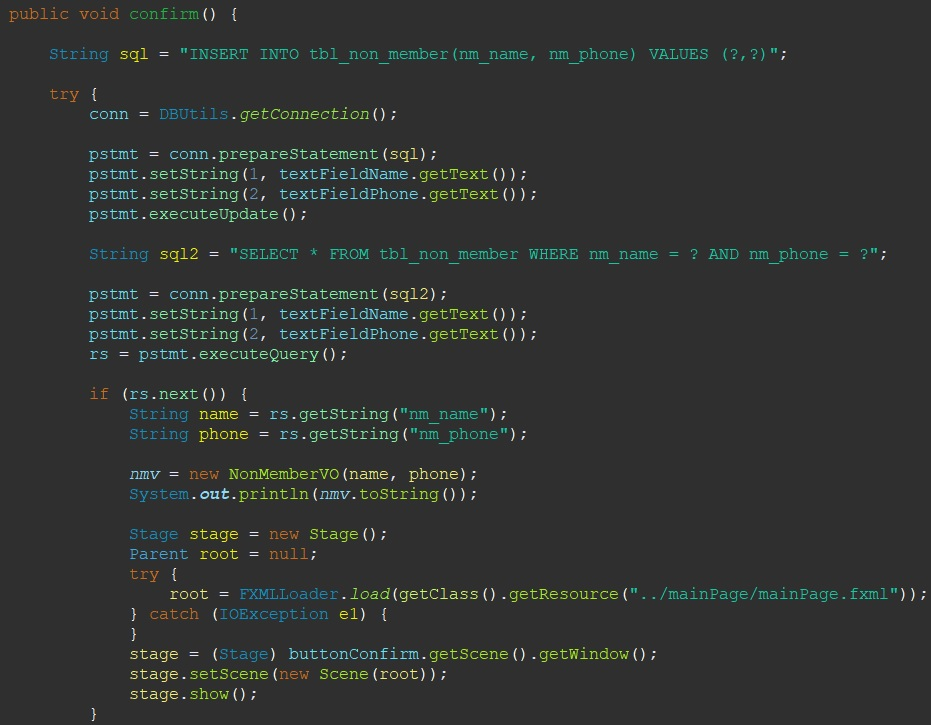 public void confirm() {
String sql = "INSERT INTO tbl_non_member(nm_name, nm_phone) VALUES (?,?)";
try {
conn = DBUtils.getConnection();
pstmt = conn.prepareStatement(sql);
pstmt.setString(1, textFieldName.getText());
pstmt.setString(2, textFieldPhone.getText());
pstmt.executeUpdate();
String sql2 = "SELECT * FROM tbl_non_member WHERE nm_name = ? AND nm_phone = ?";
pstmt = conn.prepareStatement(sql2);
pstmt.setString(1, textFieldName.getText());
pstmt.setString(2, textFieldPhone.getText());
rs = pstmt.executeQuery();
if (rs.next()) {
String name = rs.getString("nm_name");
String phone = rs.getString("nm_phone");
nmv = new NonMemberVO(name, phone);
System.out.println(nmv.toString());
Stage stage = new Stage();
Parent root = null;
try {
root = FXMLLoader.load(getClass().getResource("../mainPage/mainPage.fxml"));
} catch (IOException e1) {
}
stage = (Stage) buttonConfirm.getScene().getWindow();
stage.setScene(new Scene(root));
stage.show();
}